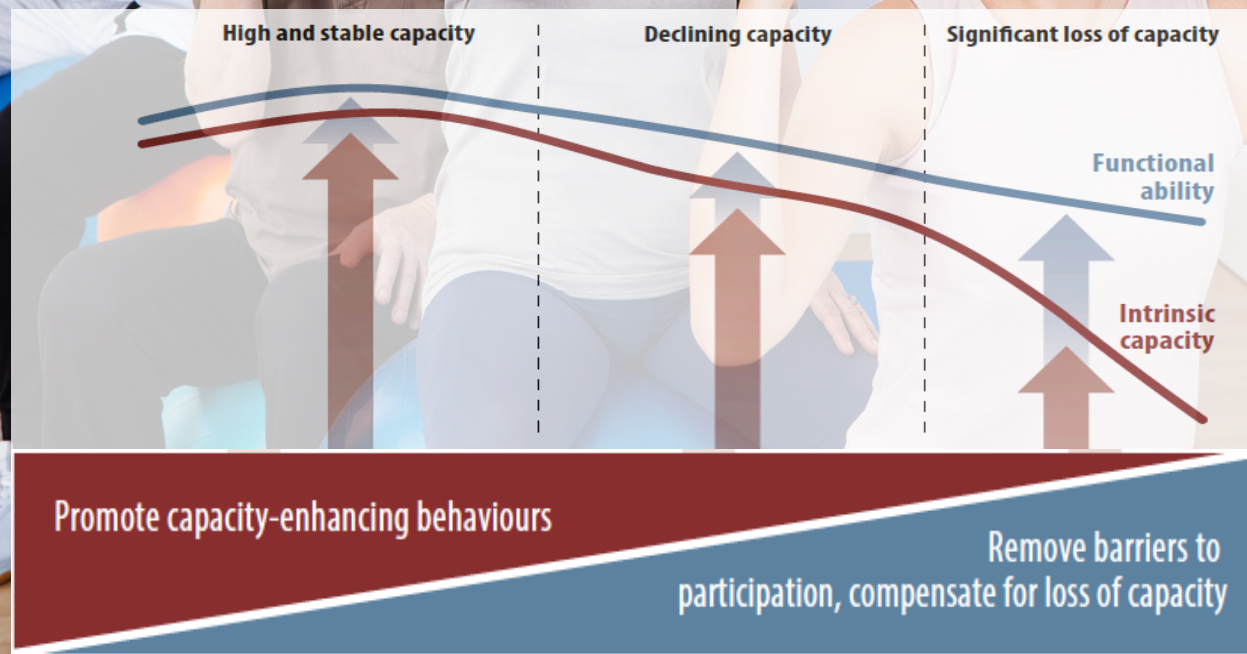 High and stable capacity
Declining capacity
Significant loss of capacity
Functional
ability
Intrinsic
capacity
Promote capacity-enhancing behaviours
Remove barriers to
participation, compensate for loss of capacity